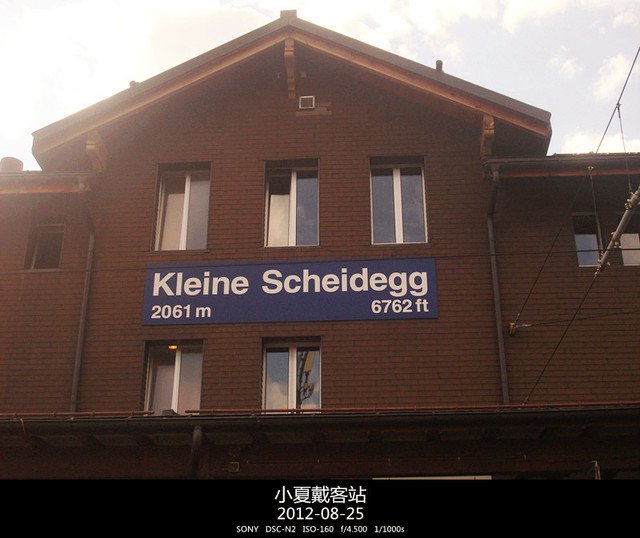 Kleine Scheidegg
2061 m 6762 ft
小夏戴客站
2012-08-25
SONY DSC-N2 ISO-160 f/4.500 1/1000s